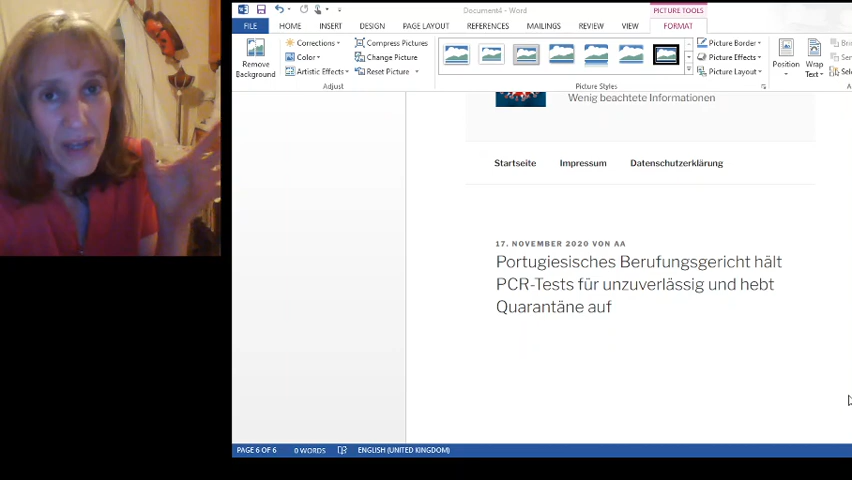 Document4 - Word
PICTURE TOOLS
FILE HOME INSERT DESIGN PAGE LAYOUT REFERENCES MAILINGS REVIEW VIEW FORMAT
Remove Background
Corrections
Color
Artistic Effects
Compress Pictures
Change Picture
Reset Picture
Adjust
Picture Styles
Picture Border
Picture Effects
Picture Layout
Position
Wrap Text
Wenig beachtete Informationen
Startseite Impressum Datenschutzerklärung
17. NOVEMBER 2020 VON AA
Portugiesisches Berufungsgericht hält
PCR-Tests für unzuverlässig und hebt
Quarantäne auf
PAGE 6 OF 6 0 WORDS ENGLISH (UNITED KINGDOM)